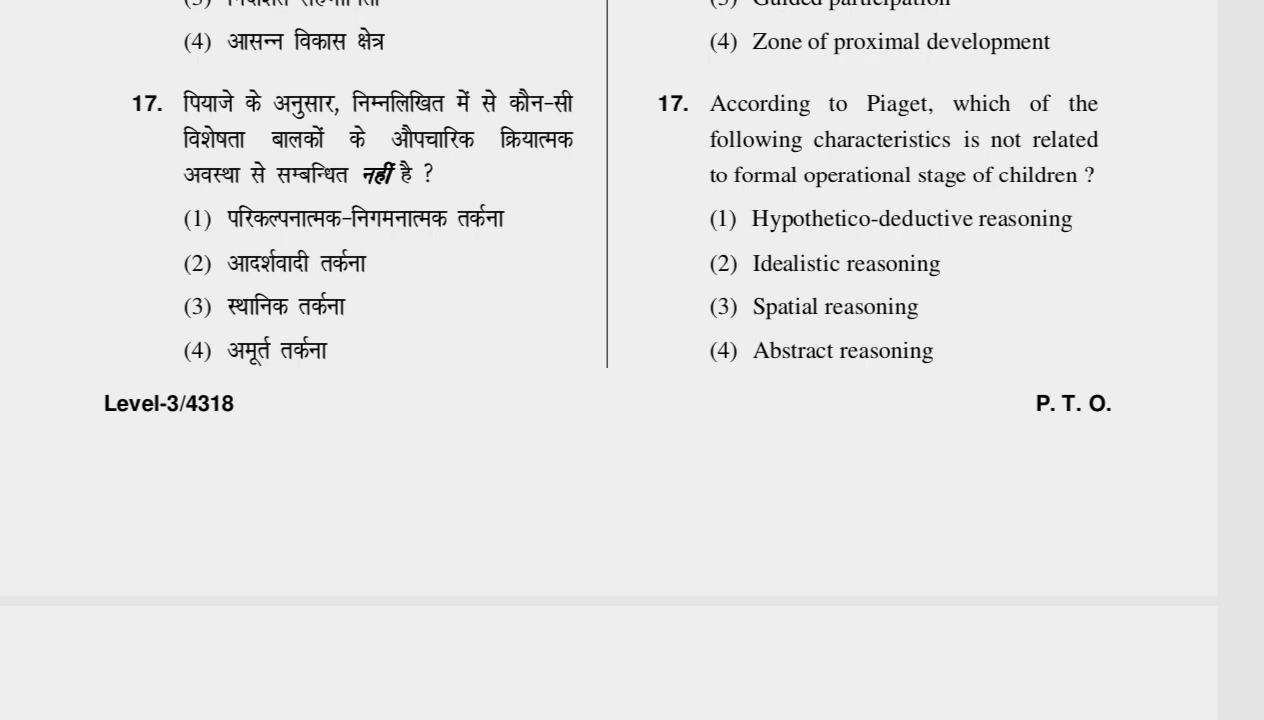 (4) आसन्न विकास क्षेत्र
17. पियाजे के अनुसार, निम्नलिखित में से कौन-सी
विशेषता बालकों के औपचारिक क्रियात्मक
अवस्था से सम्बन्धित नहीं है ?
(1) परिकल्पनात्मक-निगमनात्मक तर्कना
(2) आदर्शवादी तर्कना
(3) स्थानिक तर्कना
(4) अमूर्त तर्कना
(3) Guided participation
(4) Zone of proximal development
17. According to Piaget, which of the
following characteristics is not related
to formal operational stage of children ?
(1) Hypothetico-deductive reasoning
(2) Idealistic reasoning
(3) Spatial reasoning
(4) Abstract reasoning
Level-3/4318
P. T. O.